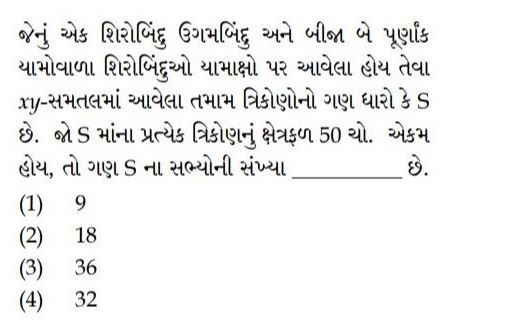 જેનું એક શિરોબિંદુ ઉગમબિંદુ અને બીજા બે પૂર્ણાંક
યામોવાળા શિરોબિંદુઓ યામાક્ષો પર આવેલા હોય તેવા
xy-સમતલમાં આવેલા તમામ ત્રિકોણોનો ગણ ધારો કે S
છે. જો S માંના પ્રત્યેક ત્રિકોણનું ક્ષેત્રફળ 50 ચો. એકમ
હોય, તો ગણ S ના સભ્યોની સંખ્યા __________ છે.
(1) 9
(2) 18
(3) 36
(4) 32